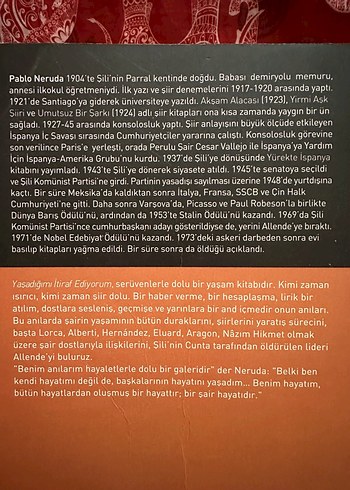 Pablo Neruda 1904'te Şili'nin Parral kentinde doğdu. Babası demiryolu memuru,
annesi ilkokul öğretmeniydi. İlk yazı ve şiir denemelerini 1917-1920 arasında yaptı.
1921'de Santiago'ya giderek üniversiteye yazıldı. Akşam Alacası (1923), Yirmi Aşk
Şiiri ve Umutsuz Bir Şarkı (1924) adlı şiir kitapları ona kısa zamanda yaygın bir ün
sağladı. 1927-45 arasında konsolosluk yaptı. Şiir anlayışını büyük ölçüde etkileyen
İspanya İç Savaşı sırasında Cumhuriyetçiler yararına çalıştı. Konsolosluk görevine
son verilince Paris'e yerleşti, orada Perulu Şair Cesar Vallejo ile İspanya'ya Yardım
İçin İspanya-Amerika Grubu'nu kurdu. 1937'de Şili'ye dönüşünde Yürekte İspanya
kitabını yayımladı. 1943'te Şili'ye dönerek siyasete atıldı. 1945'te senatoya seçildi
ve Şili Komünist Partisi'ne girdi. Partinin yasadışı sayılması üzerine 1948'de yurtdışına
kaçtı. Bir süre Meksika'da kaldıktan sonra İtalya, Fransa, SSCB ve Çin Halk
Cumhuriyeti'ne gitti. Daha sonra Varşova'da, Picasso ve Paul Robeson'la birlikte
Dünya Barış Ödülü'nü, ardından da 1953'te Stalin Ödülü'nü kazandı. 1969'da Şili
Komünist Partisi'nce cumhurbaşkanı adayı gösterildiyse de, yerini Allende'ye bıraktı.
1971'de Nobel Edebiyat Ödülü'nü kazandı. 1973'deki askeri darbeden sonra evi
basılıp kitapları yağma edildi. Bir süre sonra da öldüğü açıklandı.
Yaşadığımı İtiraf Ediyorum, serüvenlerle dolu bir yaşam kitabıdır. Kimi zaman
ısırıcı, kimi zaman şiir dolu. Bir haber verme, bir hesaplaşma, lirik bir
atılım, dostlara sesleniş, geçmişe ve yarınlara bir and içmedir onun anıları.
Bu anılarda şairin yaşamının bütün duraklarını, şiirlerini yaratış sürecini,
başta Lorca, Alberti, Hernández, Eluard, Aragon, Nâzım Hikmet olmak
üzere şair dostlarıyla ilişkilerini, Şili'nin Cunta tarafından öldürülen lideri
Allende'yi buluruz.
"Benim anılarım hayaletlerle dolu bir galeridir" der Neruda: "Belki ben
kendi hayatımı değil de, başkalarının hayatını yaşadım... Benim hayatım,
bütün hayatlardan oluşmuş bir hayattır; bir şair hayatıdır."